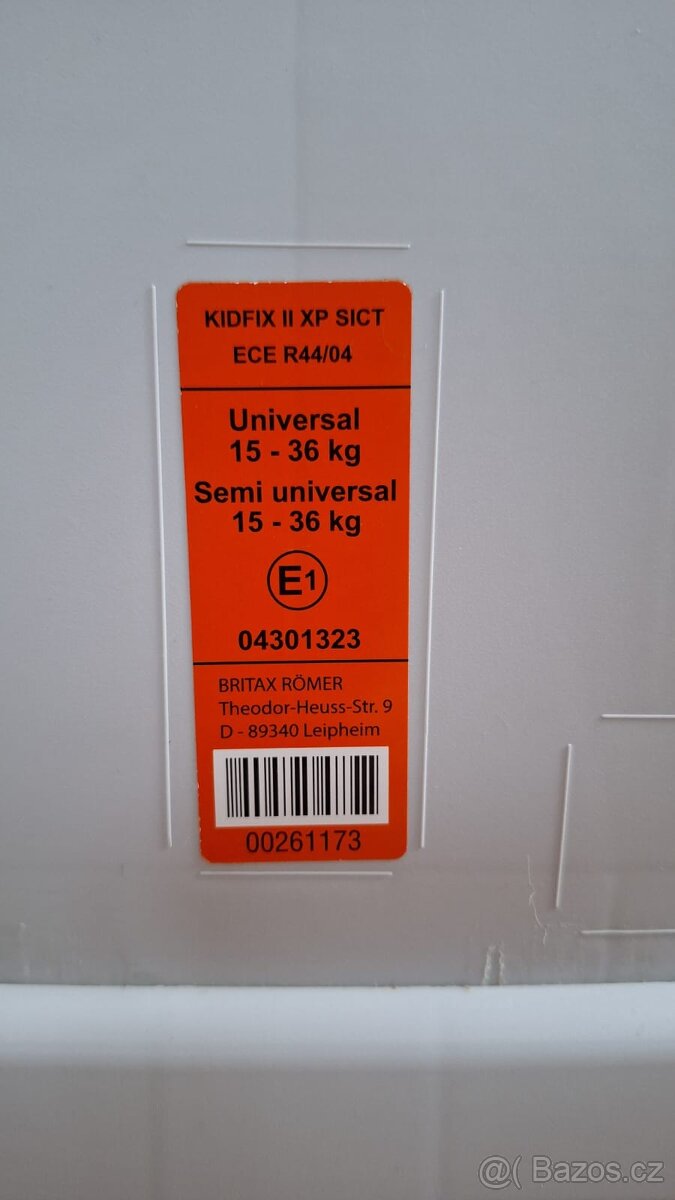 KIDFIX II XP SICT
ECE R44/04
Universal
15 - 36 kg
Semi universal
15 - 36 kg
E1
04301323
BRITAX RÖMER
Theodor-Heuss-Str. 9
D - 89340 Leipheim
00261173
@( Bazos.cz